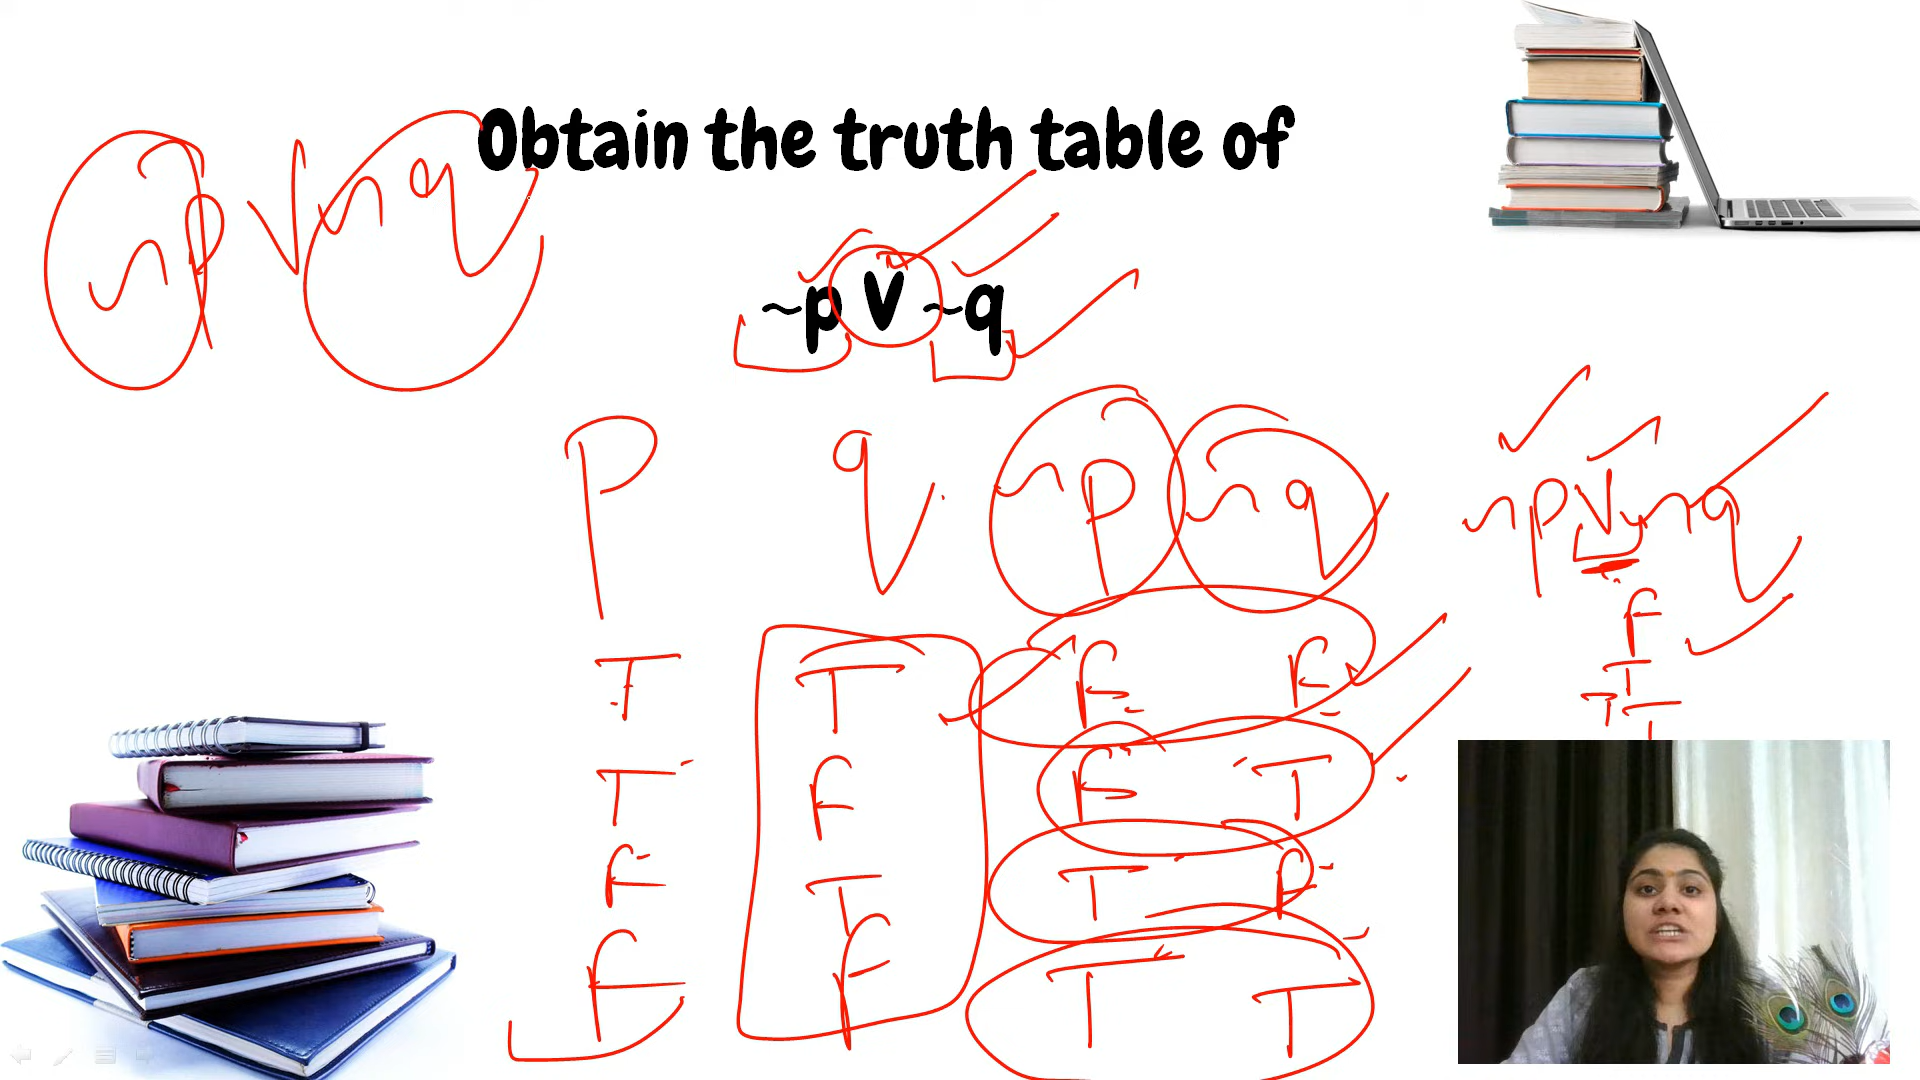 Obtain the truth table of
~p V ~q
~p V ~q
P q ~p ~q ~p V ~q
T T F F F
T F F T T
F T T F T T
F F T T